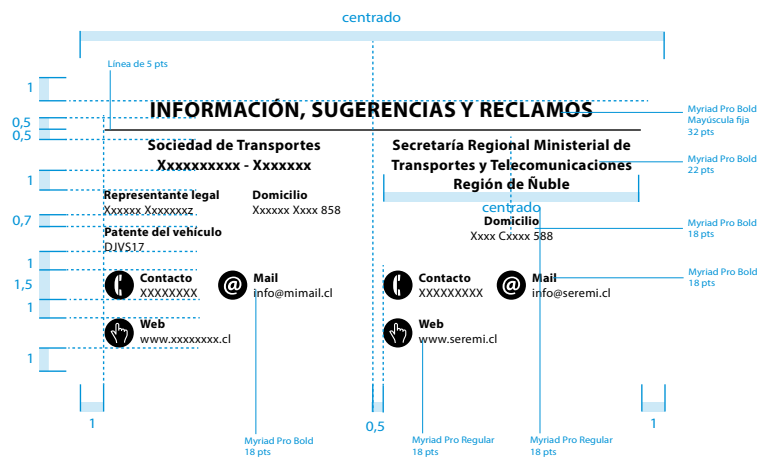 centrado
Línea de 5 pts
1
INFORMACIÓN, SUGERENCIAS Y RECLAMOS
Myriad Pro Bold
Mayúscula fija
32 pts
0,5
0,5
Sociedad de Transportes
Xxxxxxxxxx - Xxxxxxx
Secretaría Regional Ministerial de
Transportes y Telecomunicaciones
Región de Ñuble
Myriad Pro Bold
22 pts
1
Representante legal
Xxxxxx Xxxxxxxz
Domicilio
Xxxxxx Xxxx 858
centrado
0,7
Patente del vehículo
DJVS17
Domicilio
Xxxx Cxxxx 588
Myriad Pro Bold
18 pts
1
1,5
1
Contacto
XXXXXXXX
Mail
info@mimail.cl
Contacto
XXXXXXXXX
Mail
info@seremi.cl
Myriad Pro Bold
18 pts
Web
www.xxxxxxxx.cl
Web
www.seremi.cl
1
1
0,5
1
Myriad Pro Bold
18 pts
Myriad Pro Regular
18 pts
Myriad Pro Regular
18 pts